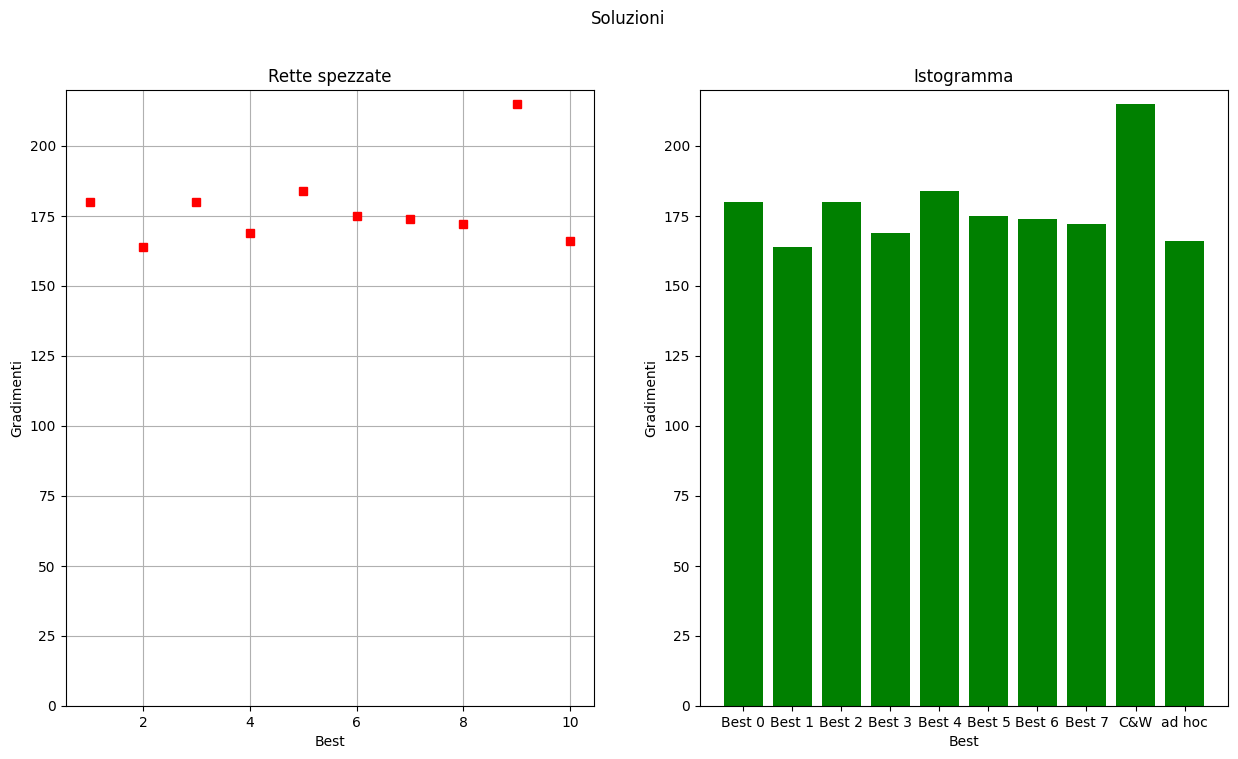 Soluzioni
Rette spezzate
200
175
150
125
100
75
50
25
0
Gradimenti
2 4 6 8 10
Best
Istogramma
200
175
150
125
100
75
50
25
0
Gradimenti
Best 0 Best 1 Best 2 Best 3 Best 4 Best 5 Best 6 Best 7 C&W ad hoc
Best